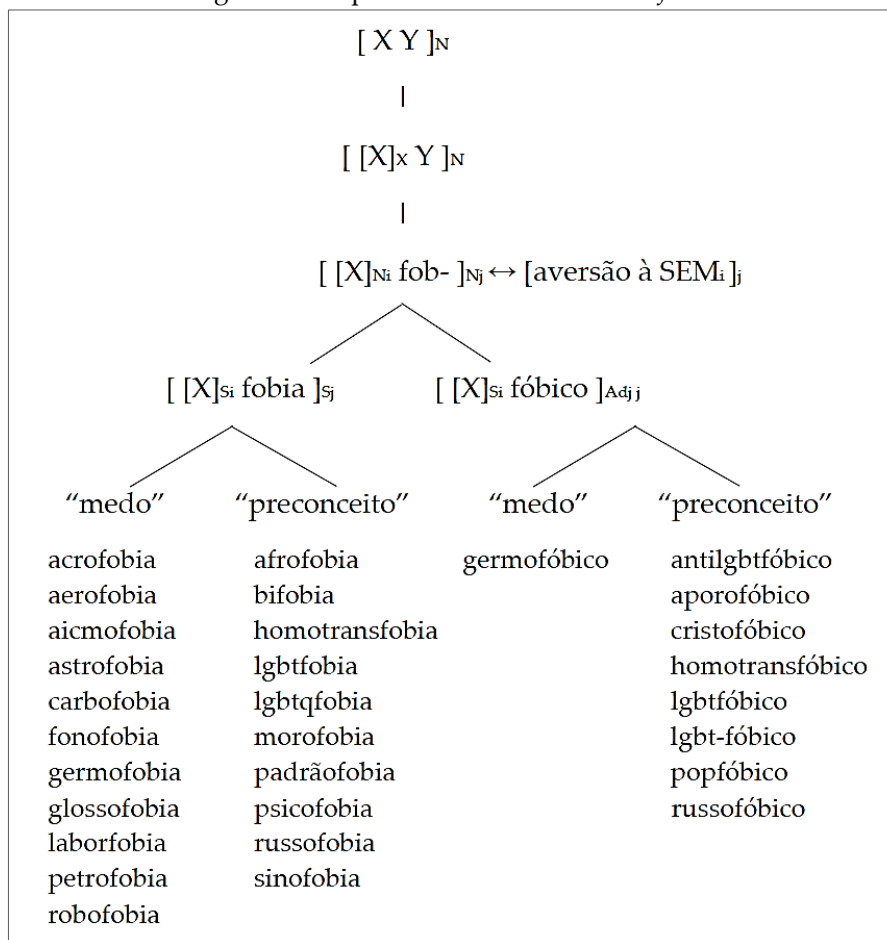 [ X Y ]N
|
[ [X]X Y ]N
|
[ [X]Ni fob- ]Nj ↔ [aversão à SEMi ]j
[ [X]Si fobia ]Sj [ [X]Si fóbico ]Adj j
“medo” “preconceito” “medo” “preconceito”
acrofobia afrofobia germofóbico antilgbtfóbico
aerofobia bifobia aporofóbico
aicmofobia homotransfobia cristofóbico
astrofobia lgbtfobia homotransfóbico
carbofobia lgbtqfobia lgbtfóbico
fonofobia morofobia lgbt-fóbico
germofobia padrãofobia popfóbico
glossofobia psicofobia russofóbico
laborfobia russofobia
petrofobia sinofobia
robofobia